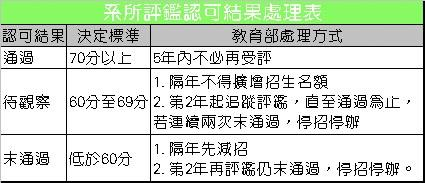 系所評鑑認可結果處理表
認可結果 決定標準 教育部處理方式
通過 70分以上 5年內不必再受評
待觀察 60分至69分 1. 隔年不得擴增招生名額
2. 第2年起追蹤評鑑，直至通過為止，
若連續兩次未通過，停招停辦
未通過 低於60分 1. 隔年先減招
2. 第2年再評鑑仍未通過，停招停辦。